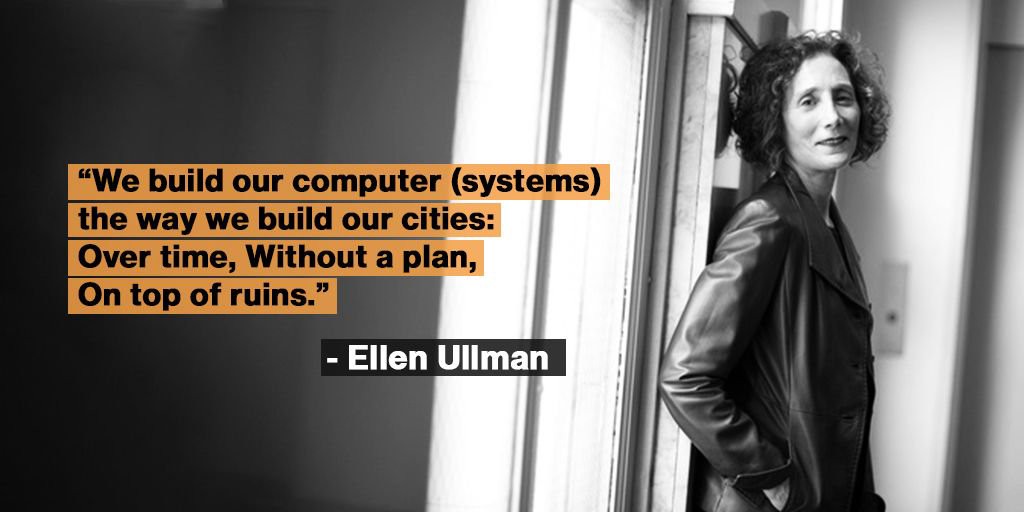 “We build our computer (systems)
the way we build our cities:
Over time, Without a plan,
On top of ruins.”
- Ellen Ullman